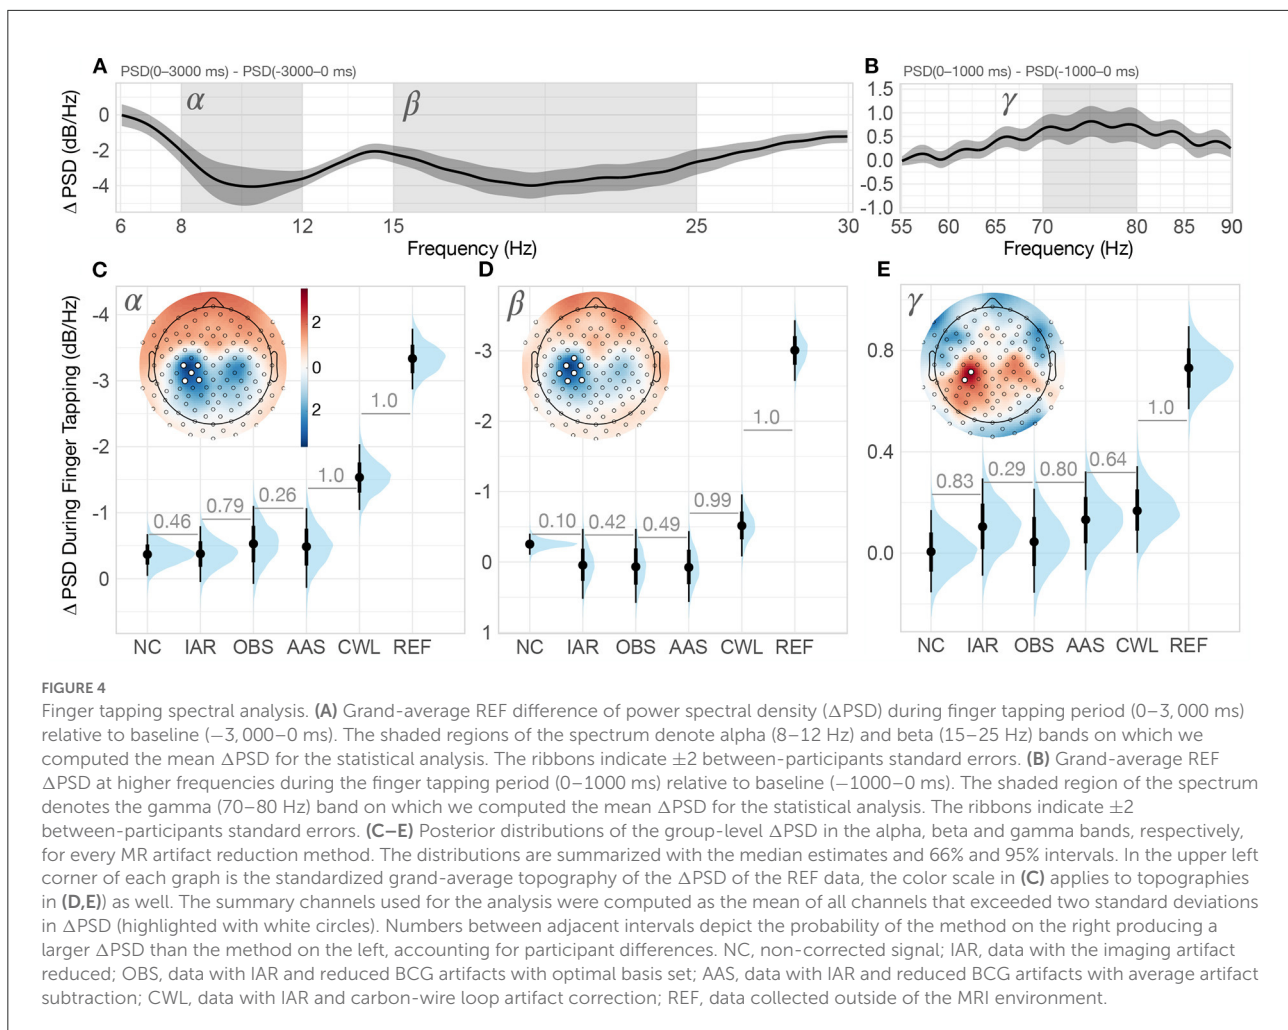 A PSD(0–3000 ms) - PSD(-3000–0 ms)
α
β
0
-2
-4
Δ PSD (dB/Hz)
6 8 12 15 25 30
Frequency (Hz)
B PSD(0–1000 ms) - PSD(-1000–0 ms)
γ
1.5
1.0
0.5
0.0
-0.5
-1.0
55 60 65 70 75 80 85 90
Frequency (Hz)
C
α
2
0
2
Δ PSD During Finger Tapping (dB/Hz)
-4
-3
-2
-1
0
0.46 0.79 0.26 1.0 1.0
NC IAR OBS AAS CWL REF
D
β
-3
-2
-1
0
1
0.10 0.42 0.49 0.99 1.0
NC IAR OBS AAS CWL REF
E
γ
0.8
0.4
0.0
0.83 0.29 0.80 0.64 1.0
NC IAR OBS AAS CWL REF
FIGURE 4
Finger tapping spectral analysis. (A) Grand-average REF difference of power spectral density (ΔPSD) during finger tapping period (0–3, 000 ms)
relative to baseline (−3, 000–0 ms). The shaded regions of the spectrum denote alpha (8–12 Hz) and beta (15–25 Hz) bands on which we
computed the mean ΔPSD for the statistical analysis. The ribbons indicate ±2 between-participants standard errors. (B) Grand-average REF
ΔPSD at higher frequencies during the finger tapping period (0–1000 ms) relative to baseline (−1000–0 ms). The shaded region of the spectrum
denotes the gamma (70–80 Hz) band on which we computed the mean ΔPSD for the statistical analysis. The ribbons indicate ±2
between-participants standard errors. (C–E) Posterior distributions of the group-level ΔPSD in the alpha, beta and gamma bands, respectively,
for every MR artifact reduction method. The distributions are summarized with the median estimates and 66% and 95% intervals. In the upper left
corner of each graph is the standardized grand-average topography of the ΔPSD of the REF data, the color scale in (C) applies to topographies
in (D,E)) as well. The summary channels used for the analysis were computed as the mean of all channels that exceeded two standard deviations
in ΔPSD (highlighted with white circles). Numbers between adjacent intervals depict the probability of the method on the right producing a
larger ΔPSD than the method on the left, accounting for participant differences. NC, non-corrected signal; IAR, data with the imaging artifact
reduced; OBS, data with IAR and reduced BCG artifacts with optimal basis set; AAS, data with IAR and reduced BCG artifacts with average artifact
subtraction; CWL, data with IAR and carbon-wire loop artifact correction; REF, data collected outside of the MRI environment.